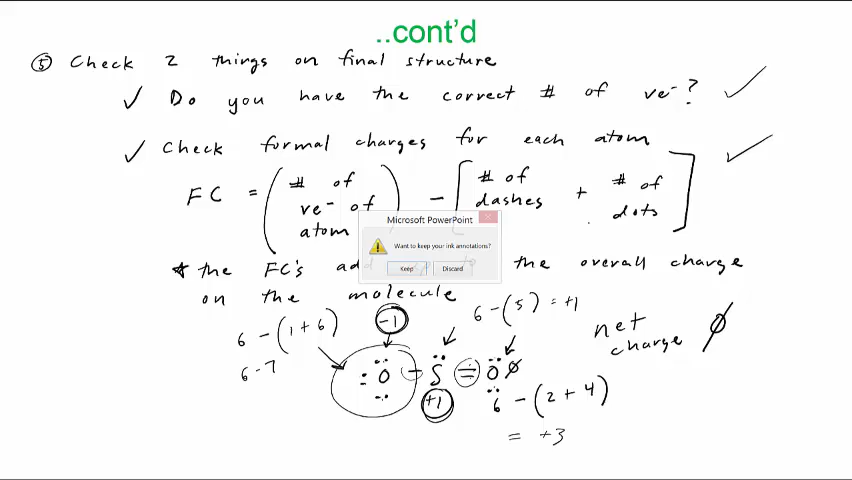 ..cont'd
⑤ Check 2 things on final structure
✓ Do you have the correct # of ve⁻? ✓
✓ Check formal charges for each atom ✓
FC = (# of ve⁻ of atom) - [# of dashes + # of dots]
Microsoft PowerPoint
Want to keep your ink annotations?
Keep Discard
* the FC's add the overall charge
on the molecule
6 - (1 + 6)
6 - 7
-1
6 - (5) = +1
net charge Ø
:O - S = O Ø
+1
6 - (2 + 4)
= +3